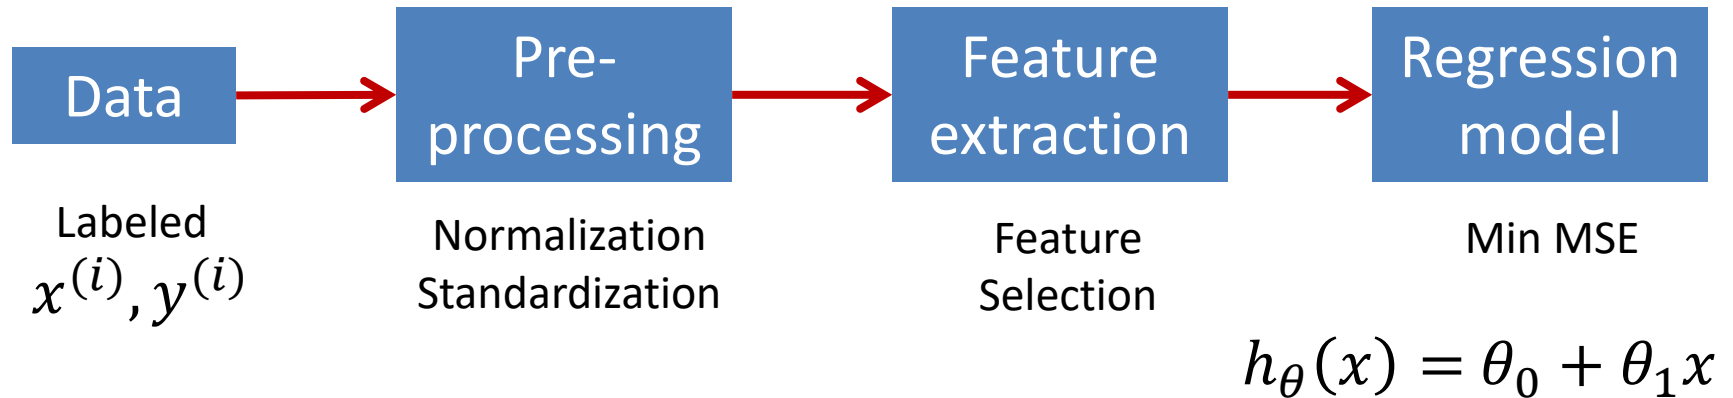 Data
Pre-
processing
Feature
extraction
Regression
model
Labeled
x^{(i)}, y^{(i)}
Normalization
Standardization
Feature
Selection
Min MSE
h_θ(x) = θ_0 + θ_1x